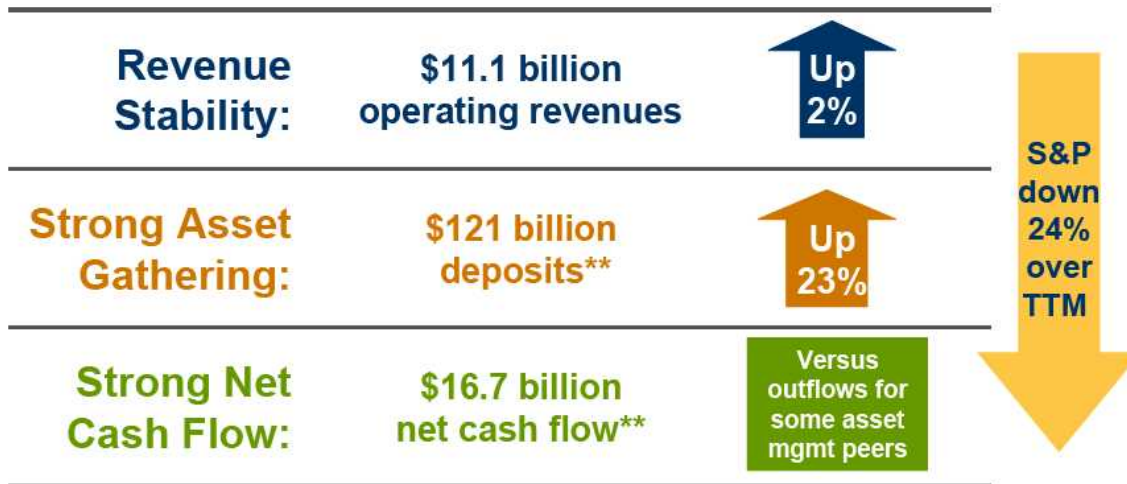 Revenue
Stability:
$11.1 billion
operating revenues
Up
2%
Strong Asset
Gathering:
$121 billion
deposits**
Up
23%
Strong Net
Cash Flow:
$16.7 billion
net cash flow**
Versus
outflows for
some asset
mgmt peers
S&P
down
24%
over
TTM